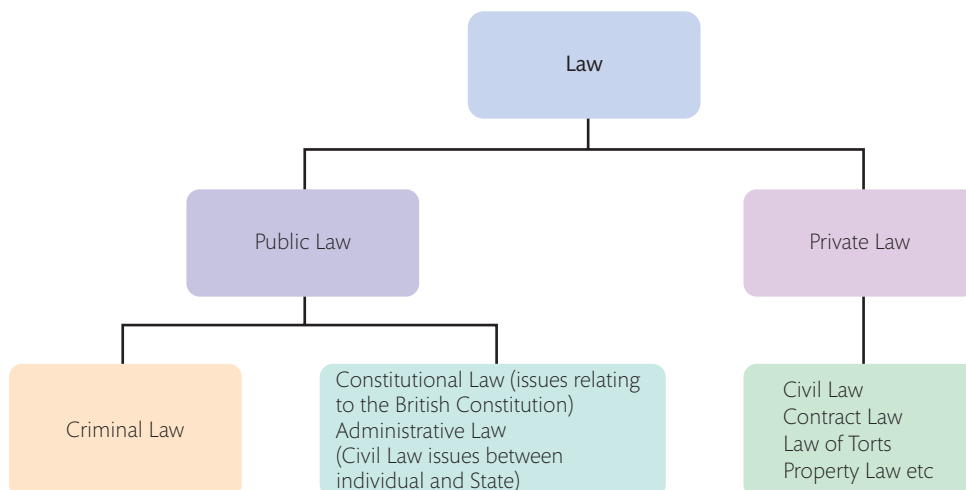 Law
Public Law
Private Law
Criminal Law
Constitutional Law (issues relating
to the British Constitution)
Administrative Law
(Civil Law issues between
individual and State)
Civil Law
Contract Law
Law of Torts
Property Law etc